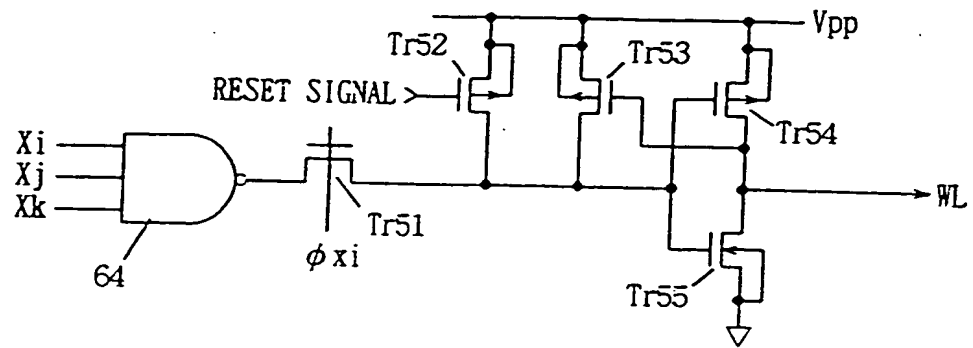 Vpp
Tr52
Tr53
RESET SIGNAL
Tr54
Xi
Xj
Xk
Tr51
WL
64
φxi
Tr55